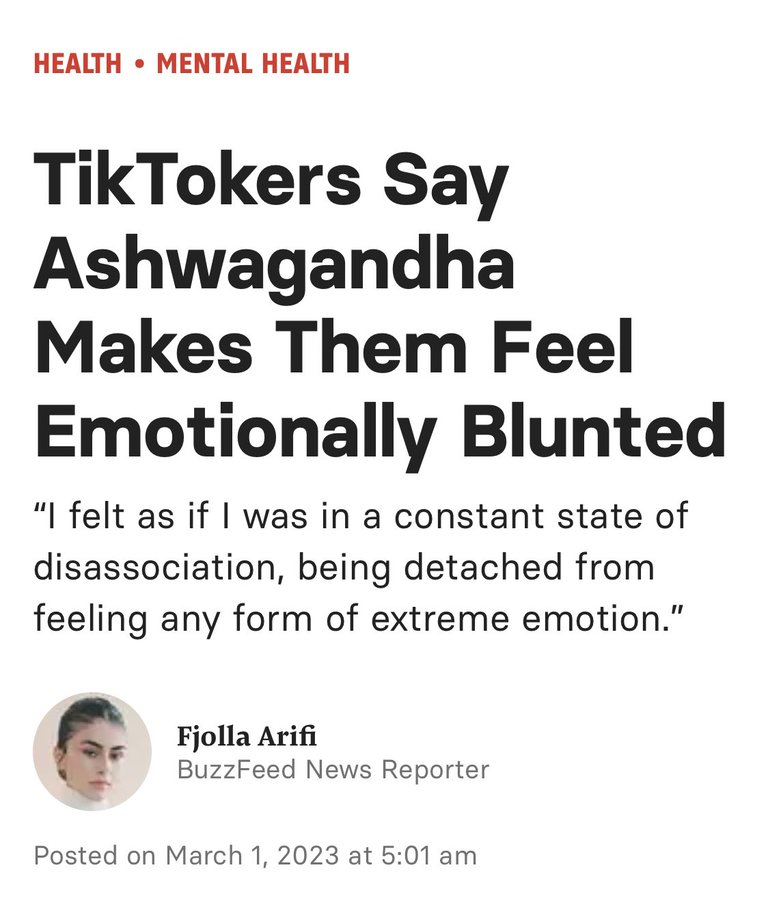 HEALTH • MENTAL HEALTH
TikTokers Say
Ashwagandha
Makes Them Feel
Emotionally Blunted
“I felt as if I was in a constant state of
disassociation, being detached from
feeling any form of extreme emotion.”
Fjolla Arifi
BuzzFeed News Reporter
Posted on March 1, 2023 at 5:01 am